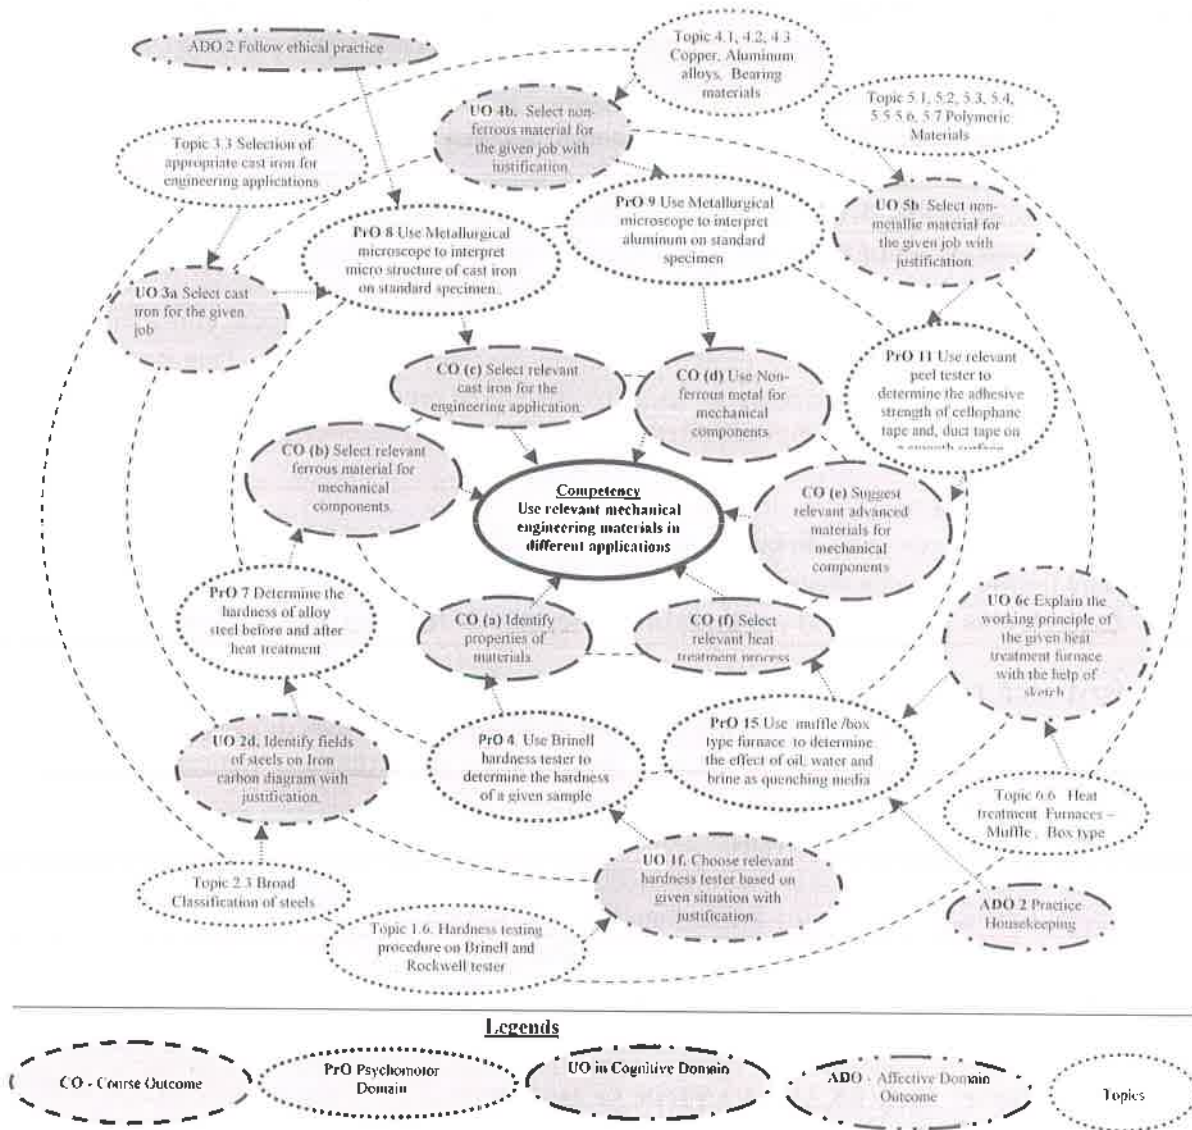 ADO 2 Follow ethical practice
Topic 4.1, 4.2, 4.3
Copper, Aluminum
alloys, Bearing
materials
Topic 5.1, 5.2, 5.3, 5.4,
5.5 5.6, 5.7 Polymeric
Materials
UO 4b. Select non-
ferrous material for
the given job with
justification.
Topic 3.3 Selection of
appropriate cast iron for
engineering applications
PrO 8 Use Metallurgical
microscope to interpret
micro structure of cast iron
on standard specimen..
PrO 9 Use Metallurgical
microscope to interpret
aluminum on standard
specimen
UO 5b Select non-
metallic material for
the given job with
justification.
UO 3a Select cast
iron for the given
job
CO (c) Select relevant
cast iron for the
engineering application.
CO (d) Use Non-
ferrous metal for
mechanical
components.
PrO 11 Use relevant
peel tester to
determine the adhesive
strength of cellophane
tape and, duct tape on
a smooth surface
CO (b) Select relevant
ferrous material for
mechanical
components.
Competency
Use relevant mechanical
engineering materials in
different applications
CO (e) Suggest
relevant advanced
materials for
mechanical
components
PrO 7 Determine the
hardness of alloy
steel before and after
heat treatment
CO (a) Identify
properties of
materials.
CO (f) Select
relevant heat
treatment process
UO 6c Explain the
working principle of
the given heat
treatment furnace
with the help of
sketch
UO 2d. Identify fields
of steels on Iron
carbon diagram with
justification.
PrO 4. Use Brinell
hardness tester to
determine the hardness
of a given sample
PrO 15 Use muffle /box
type furnace to determine
the effect of oil, water and
brine as quenching media
Topic 6.6 Heat
treatment Furnaces –
Muffle, Box type
UO 1f. Choose relevant
hardness tester based on
given situation with
justification.
Topic 2.3 Broad
Classification of steels
Topic 1.6. Hardness testing
procedure on Brinell and
Rockwell tester
ADO 2 Practice
Housekeeping
Legends
CO - Course Outcome
PrO Psychomotor
Domain
UO in Cognitive Domain
ADO - Affective Domain
Outcome
Topics